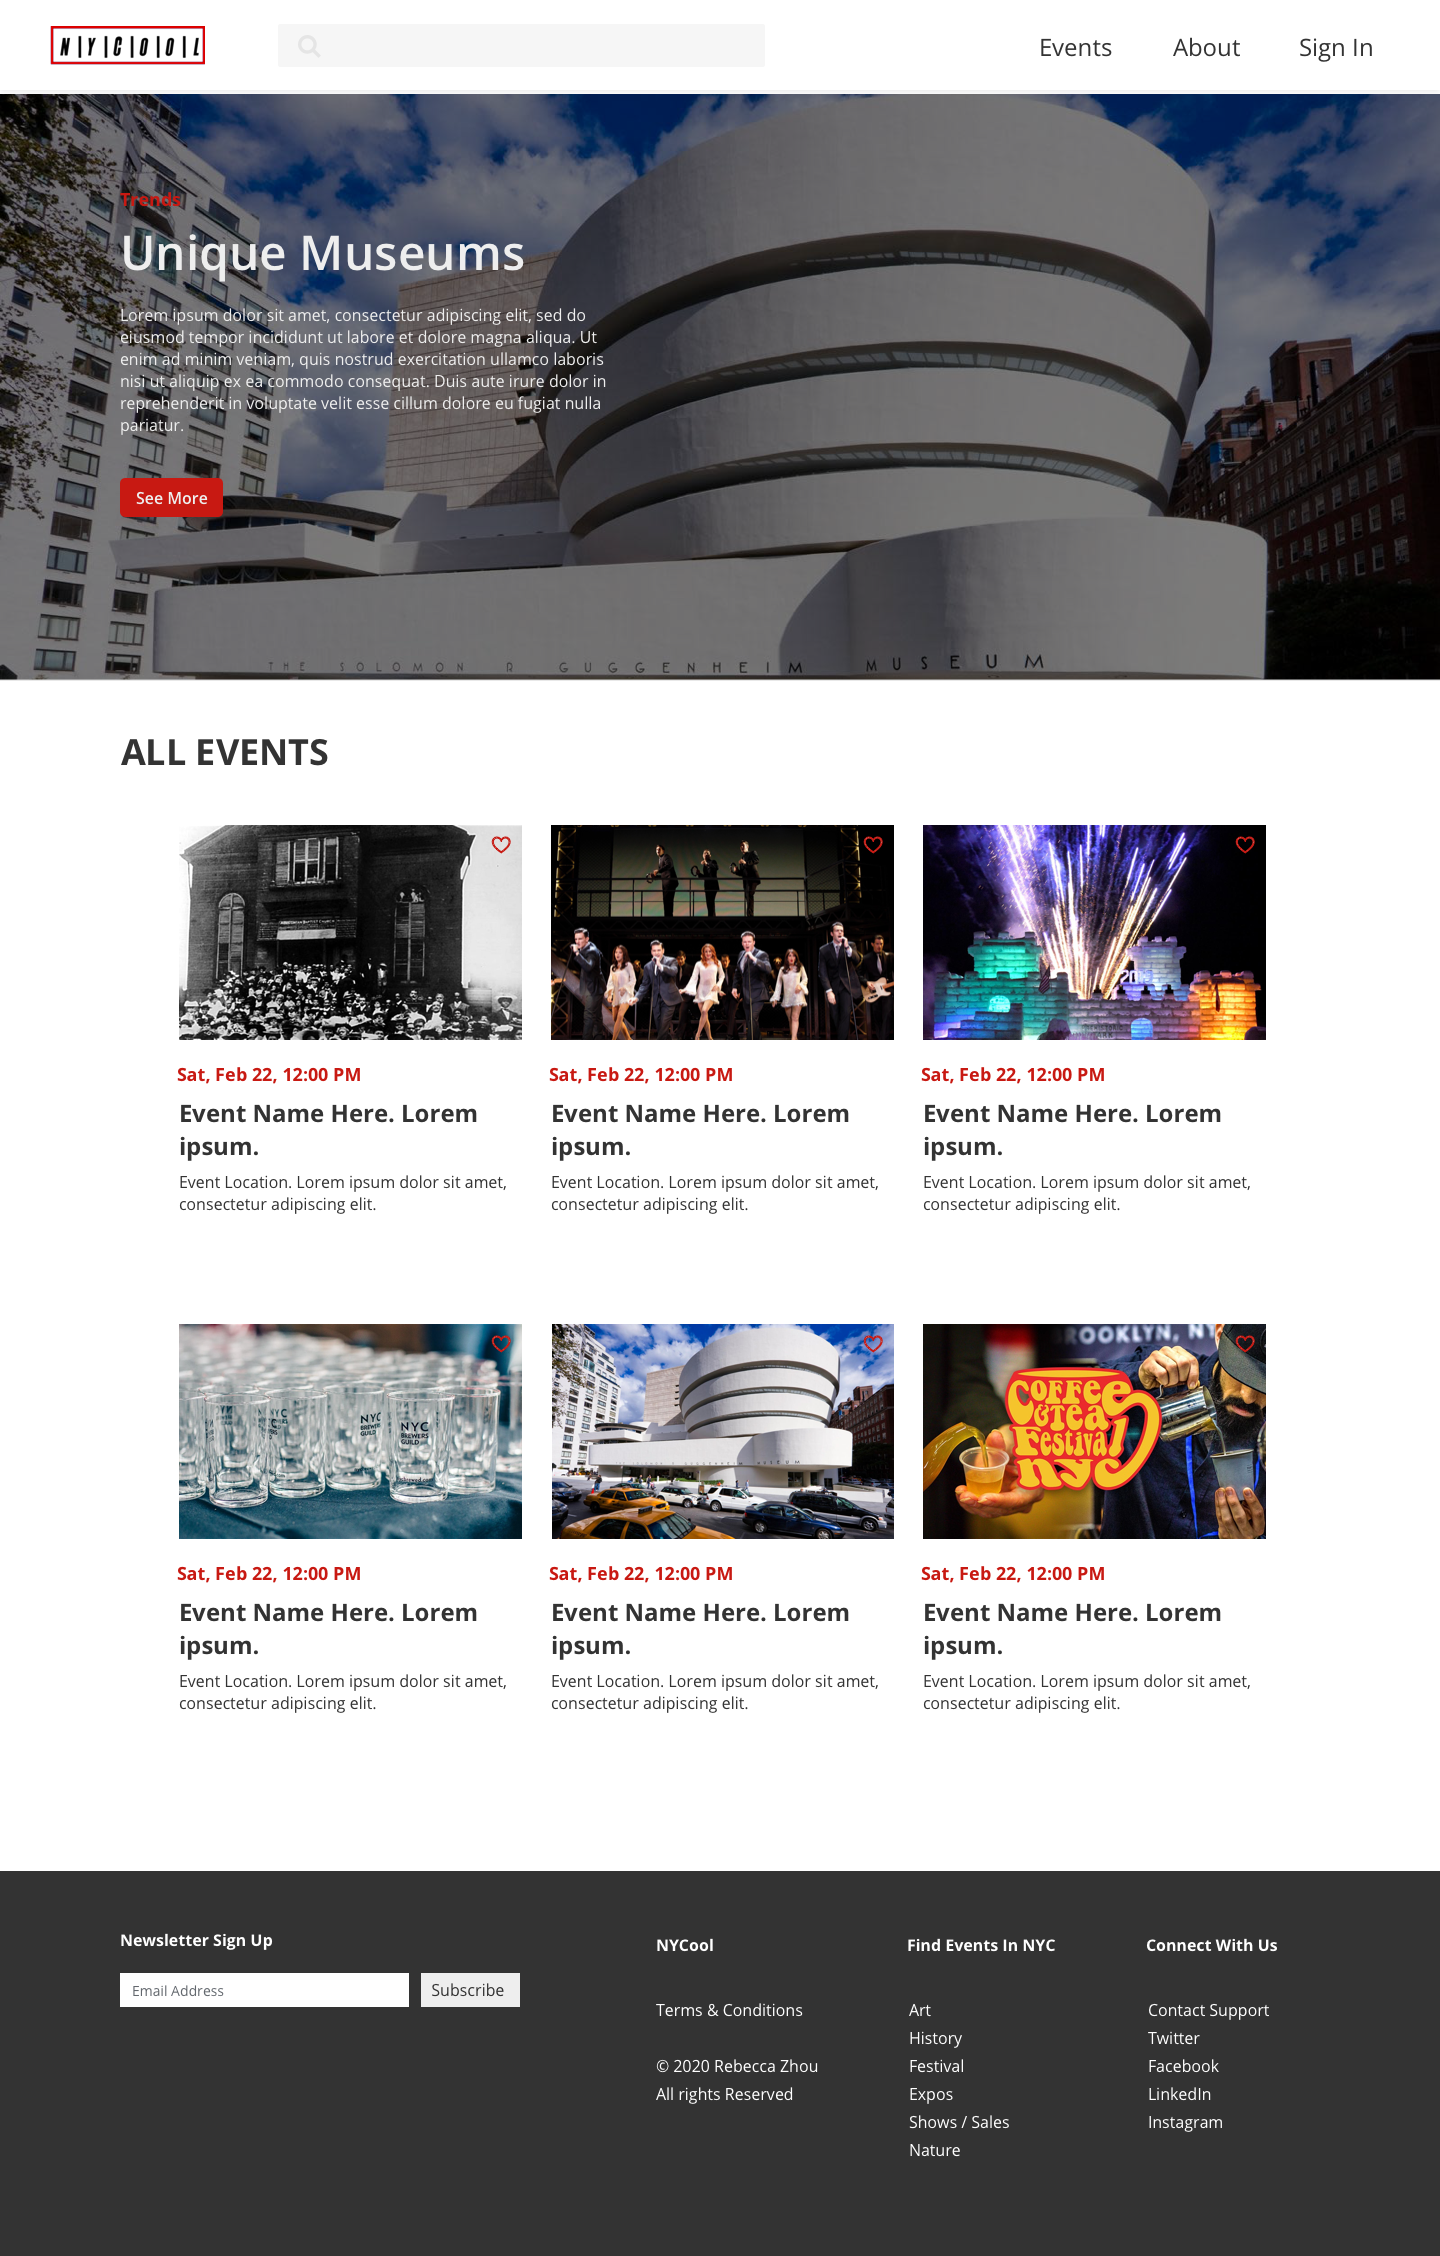 N|Y|C|O|O|L
Events
About
Sign In
Trends
Unique Museums
Lorem ipsum dolor sit amet, consectetur adipiscing elit, sed do
eiusmod tempor incididunt ut labore et dolore magna aliqua. Ut
enim ad minim veniam, quis nostrud exercitation ullamco laboris
nisi ut aliquip ex ea commodo consequat. Duis aute irure dolor in
reprehenderit in voluptate velit esse cillum dolore eu fugiat nulla
pariatur.
See More
THE SOLOMON R GUGGENHEIM MUSEUM
ALL EVENTS
BAPTIST CHURCH
Sat, Feb 22, 12:00 PM
Event Name Here. Lorem
ipsum.
Event Location. Lorem ipsum dolor sit amet,
consectetur adipiscing elit.
Sat, Feb 22, 12:00 PM
Event Name Here. Lorem
ipsum.
Event Location. Lorem ipsum dolor sit amet,
consectetur adipiscing elit.
Sat, Feb 22, 12:00 PM
Event Name Here. Lorem
ipsum.
Event Location. Lorem ipsum dolor sit amet,
consectetur adipiscing elit.
NYC
BREWERS
GUILD
NYC
BREWERS
GUILD
BROOKLYN, NY
COFFEE
&TEA
FESTIVAL
NYC
Sat, Feb 22, 12:00 PM
Event Name Here. Lorem
ipsum.
Event Location. Lorem ipsum dolor sit amet,
consectetur adipiscing elit.
Sat, Feb 22, 12:00 PM
Event Name Here. Lorem
ipsum.
Event Location. Lorem ipsum dolor sit amet,
consectetur adipiscing elit.
Sat, Feb 22, 12:00 PM
Event Name Here. Lorem
ipsum.
Event Location. Lorem ipsum dolor sit amet,
consectetur adipiscing elit.
Newsletter Sign Up
Email Address
Subscribe
NYCool
Terms & Conditions
© 2020 Rebecca Zhou
All rights Reserved
Find Events In NYC
Art
History
Festival
Expos
Shows / Sales
Nature
Connect With Us
Contact Support
Twitter
Facebook
LinkedIn
Instagram